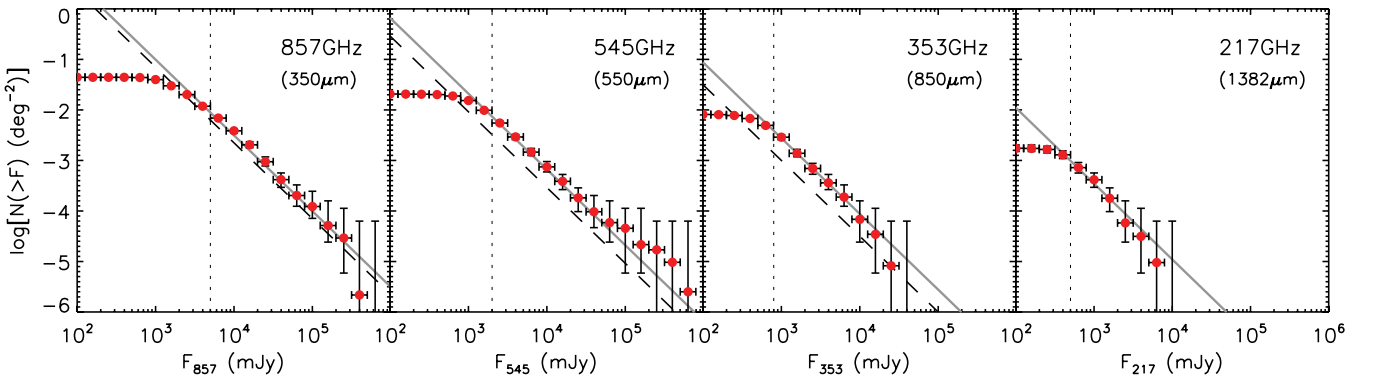 857GHz
(350μm)
545GHz
(550μm)
353GHz
(850μm)
217GHz
(1382μm)
log[N(>F) (deg⁻²)]
0
−1
−2
−3
−4
−5
−6
10² 10³ 10⁴ 10⁵ 10² 10³ 10⁴ 10⁵ 10² 10³ 10⁴ 10⁵ 10² 10³ 10⁴ 10⁵ 10⁶
F₈₅₇ (mJy)
F₅₄₅ (mJy)
F₃₅₃ (mJy)
F₂₁₇ (mJy)